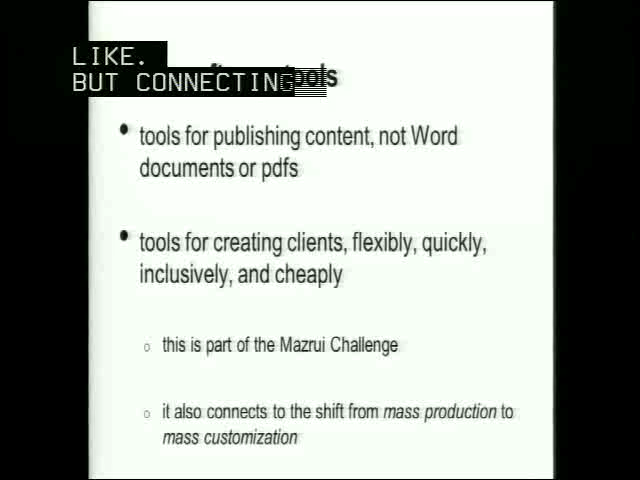 LIKE.
BUT CONNECTING
tools
• tools for publishing content, not Word
documents or pdfs
• tools for creating clients, flexibly, quickly,
inclusively, and cheaply
○ this is part of the Mazrui Challenge
○ it also connects to the shift from mass production to
mass customization